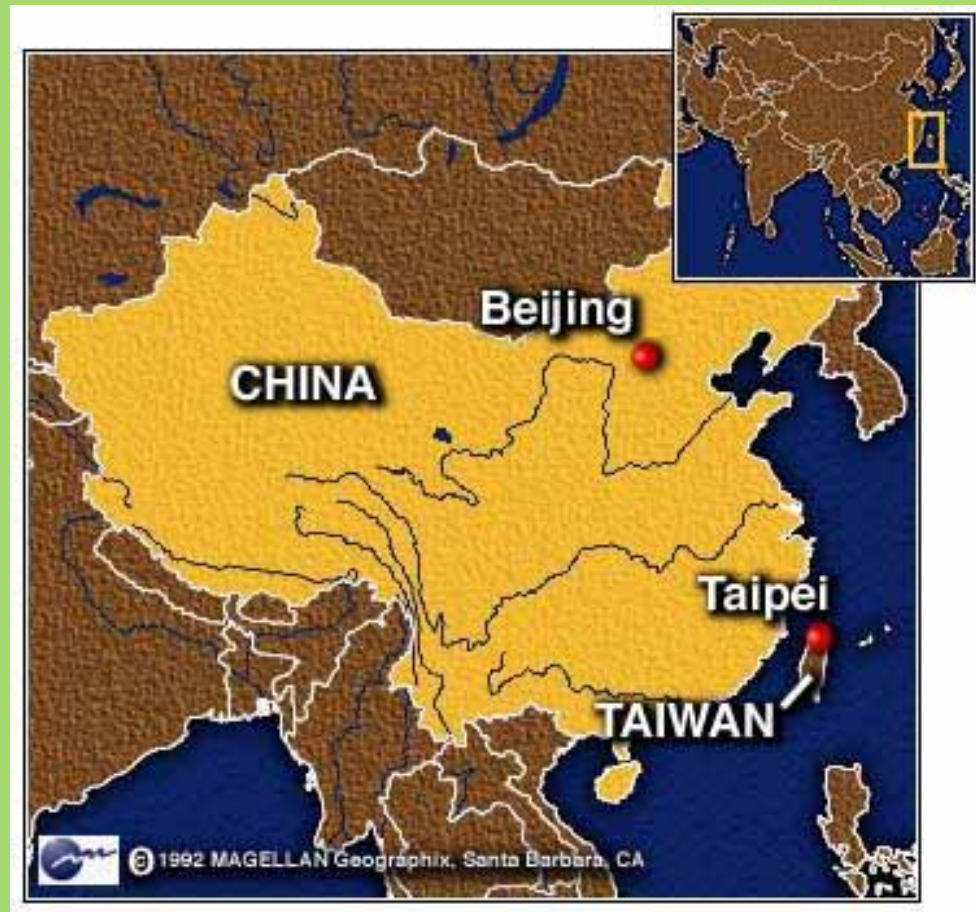 Beijing
CHINA
Taipei
TAIWAN
© 1992 MAGELLAN Geographix, Santa Barbara, CA